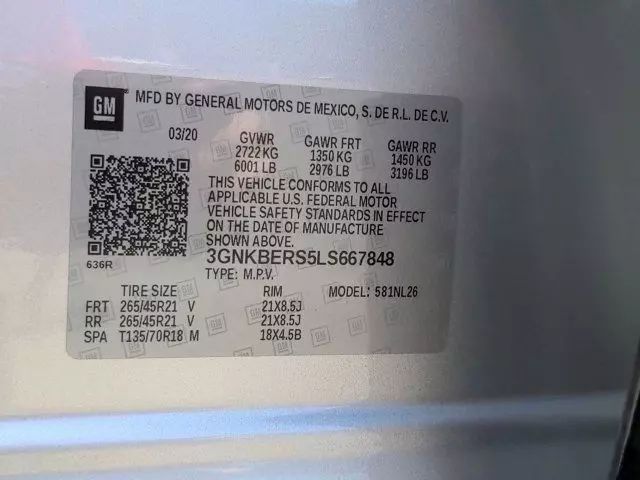 GM MFD BY GENERAL MOTORS DE MEXICO, S. DE R.L. DE C.V.
03/20 GVWR GAWR FRT GAWR RR
2722 KG 1350 KG 1450 KG
6001 LB 2976 LB 3196 LB
THIS VEHICLE CONFORMS TO ALL
APPLICABLE U.S. FEDERAL MOTOR
VEHICLE SAFETY STANDARDS IN EFFECT
ON THE DATE OF MANUFACTURE
SHOWN ABOVE.
3GNKBERS5LS667848
636R
TYPE: M.P.V.
TIRE SIZE RIM MODEL: 581NL26
FRT 265/45R21 V 21X8.5J
RR 265/45R21 V 21X8.5J
SPA T135/70R18 M 18X4.5B